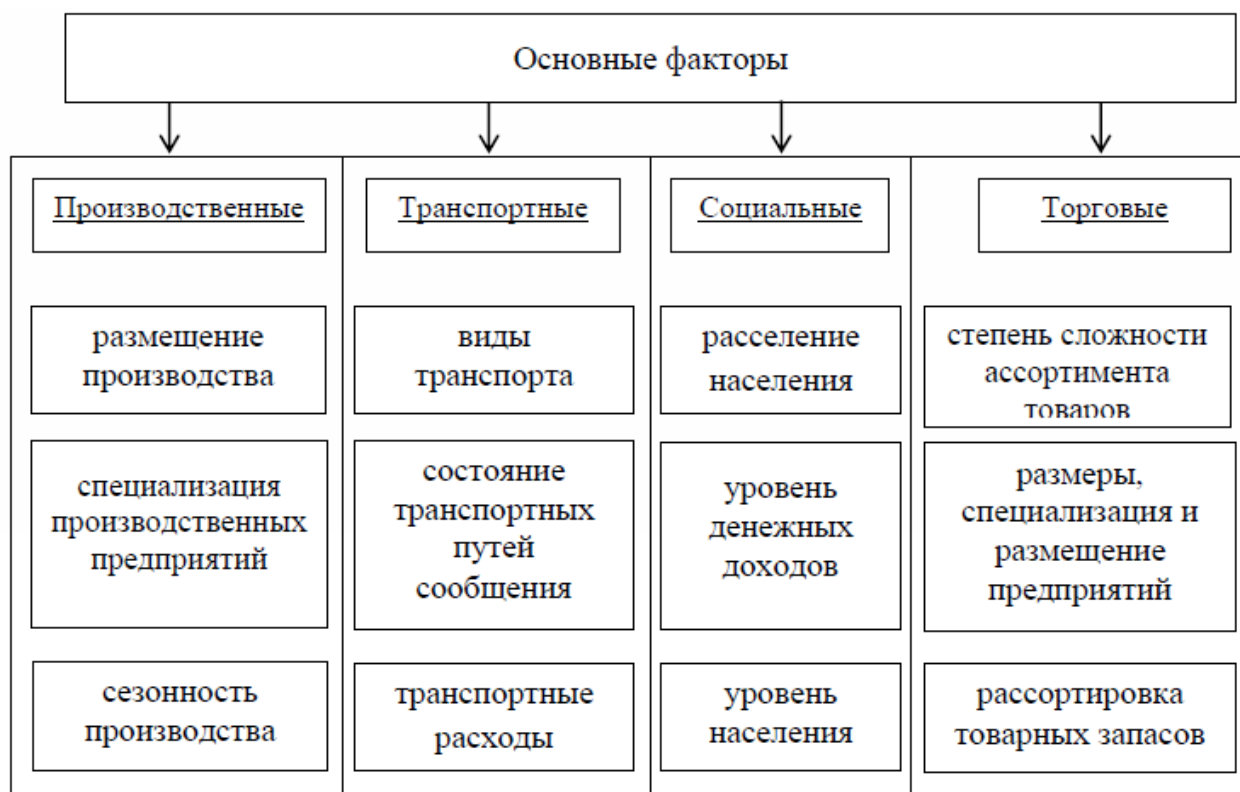 Основные факторы
Производственные
Транспортные
Социальные
Торговые
размещение
производства
виды
транспорта
расселение
населения
степень сложности
ассортимента
товаров
специализация
производственных
предприятий
состояние
транспортных
путей
сообщения
уровень
денежных
доходов
размеры,
специализация и
размещение
предприятий
сезонность
производства
транспортные
расходы
уровень
населения
рассортировка
товарных запасов